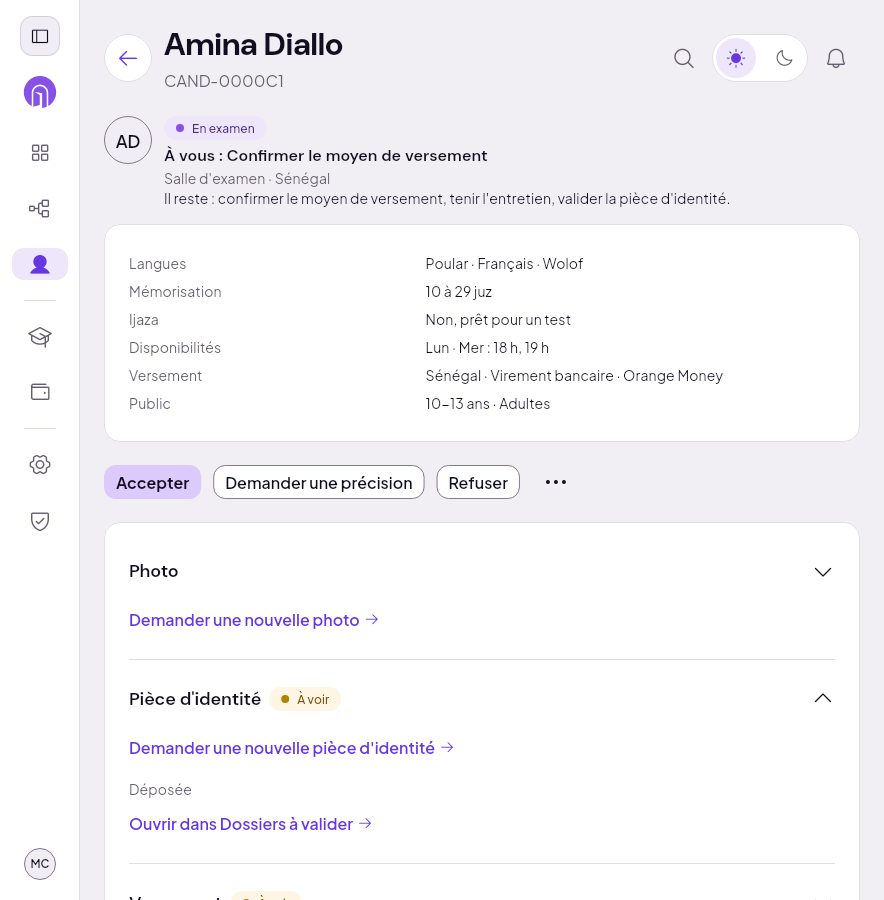 Amina Diallo
CAND-0000C1
AD
En examen
À vous : Confirmer le moyen de versement
Salle d'examen · Sénégal
Il reste : confirmer le moyen de versement, tenir l'entretien, valider la pièce d'identité.
Langues Poular · Français · Wolof
Mémorisation 10 à 29 juz
Ijaza Non, prêt pour un test
Disponibilités Lun · Mer : 18 h, 19 h
Versement Sénégal · Virement bancaire · Orange Money
Public 10–13 ans · Adultes
Accepter Demander une précision Refuser
Photo
Demander une nouvelle photo →
Pièce d'identité À voir
Demander une nouvelle pièce d'identité →
Déposée
Ouvrir dans Dossiers à valider →
MC